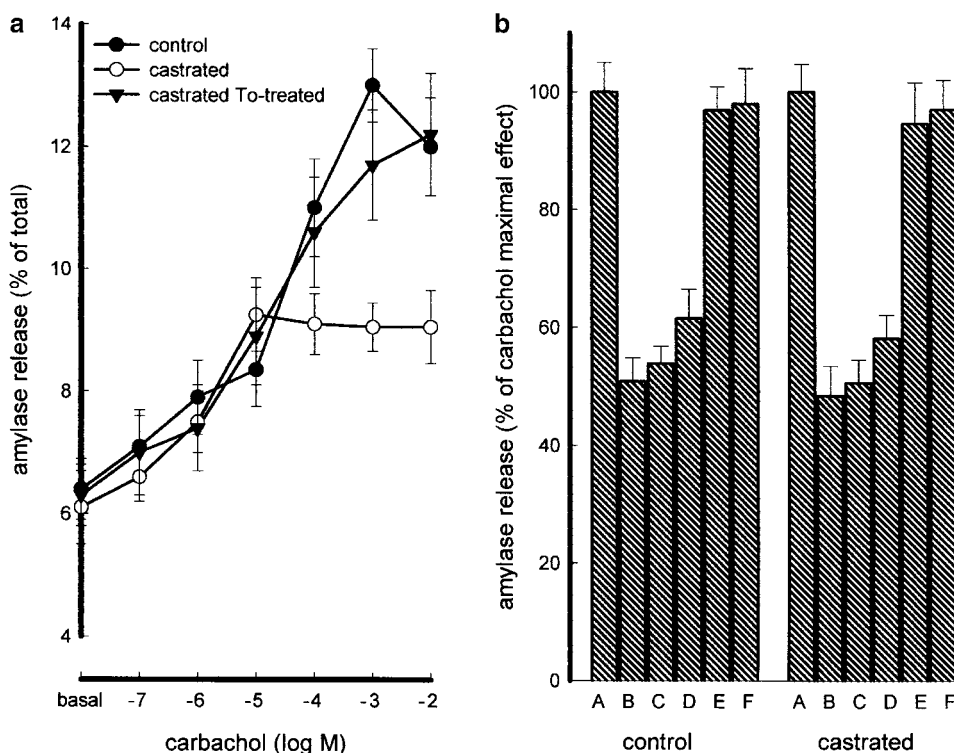 a
control
castrated
castrated To-treated
amylase release (% of total)
14
12
10
8
6
4
basal -7 -6 -5 -4 -3 -2
carbachol (log M)
b
amylase release (% of carbachol maximal effect)
100
80
60
40
20
0
A B C D E F A B C D E F
control castrated